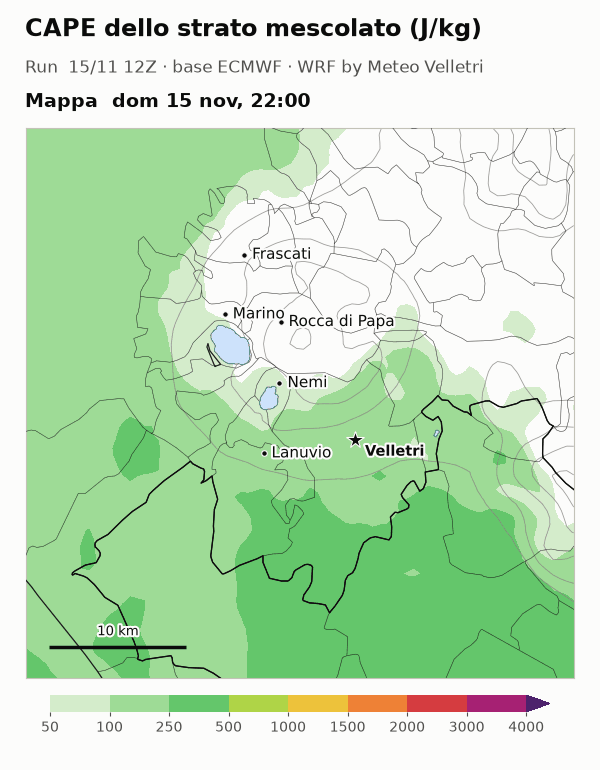 CAPE dello strato mescolato (J/kg)
Run  15/11 12Z · base ECMWF · WRF by Meteo Velletri
Mappa  dom 15 nov, 22:00
Frascati
Marino
Rocca di Papa
Nemi
Velletri
Lanuvio
10 km
50 100 250 500 1000 1500 2000 3000 4000